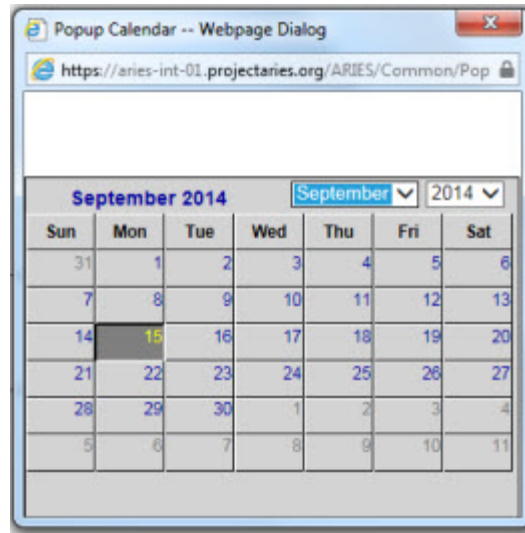 Popup Calendar -- Webpage Dialog
https://aries-int-01.projectaries.org/ARIES/Common/Pop
September 2014 September 2014
Sun Mon Tue Wed Thu Fri Sat
31 1 2 3 4 5 6
7 8 9 10 11 12 13
14 15 16 17 18 19 20
21 22 23 24 25 26 27
28 29 30 1 2 3 4
5 6 7 8 9 10 11